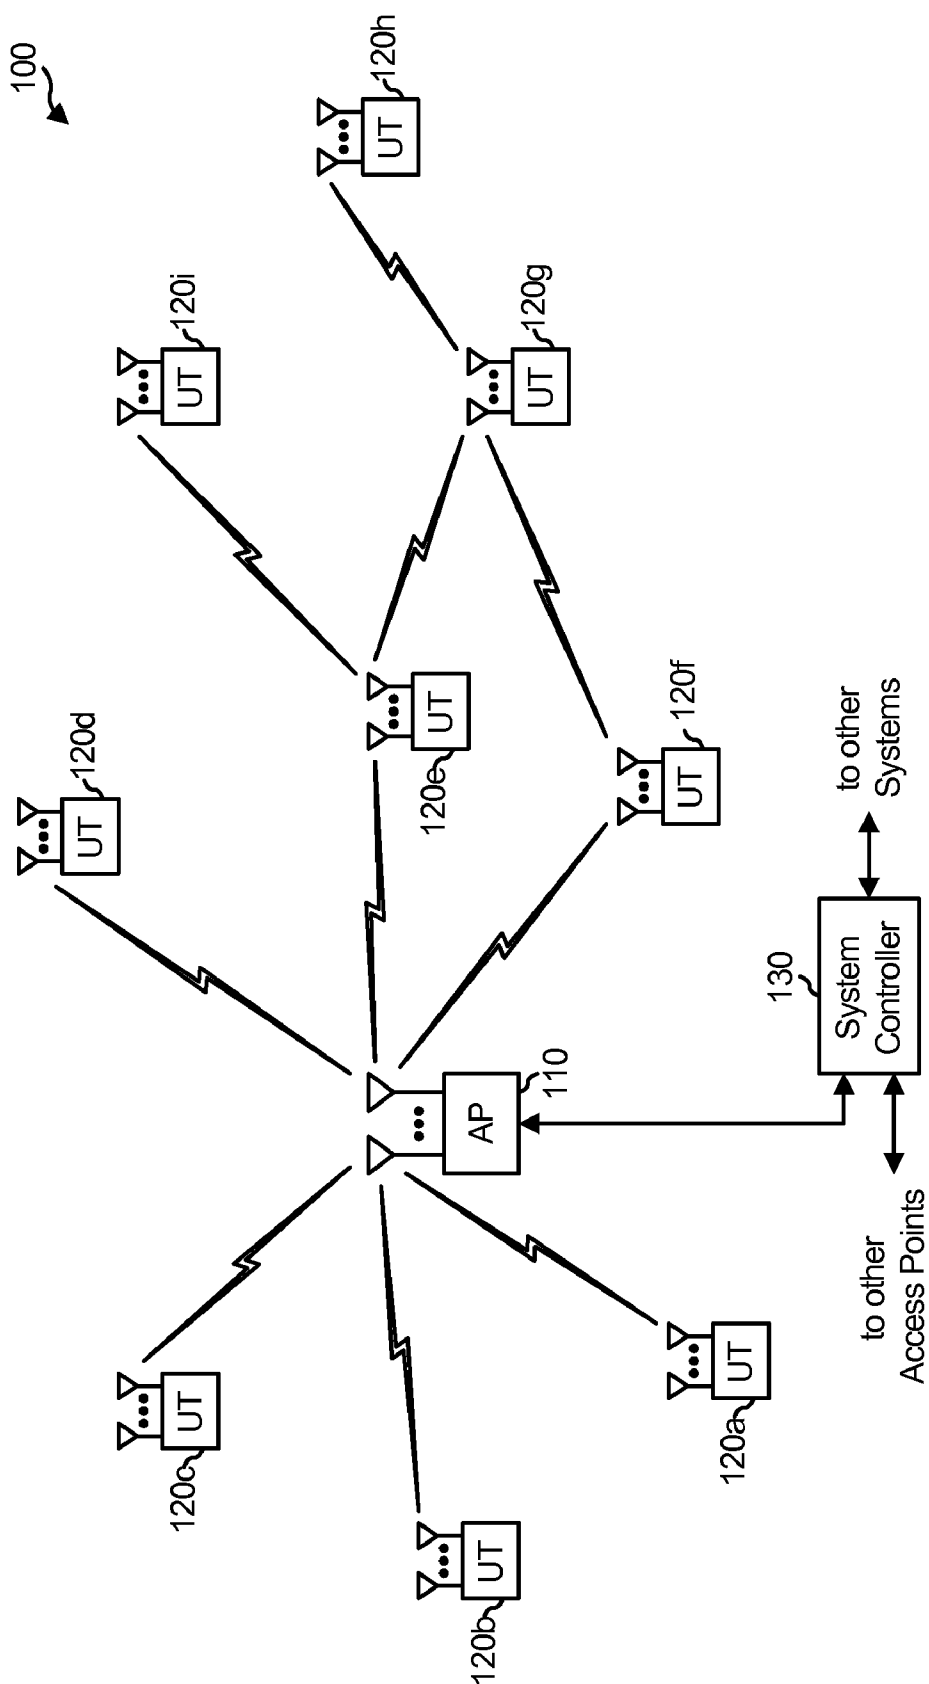 100
UT
120d
UT
120i
UT
120h
UT
120c
UT
120e
UT
120g
UT
120b
AP
110
UT
120f
UT
120a
130
System
Controller
to other
Systems
to other
Access Points